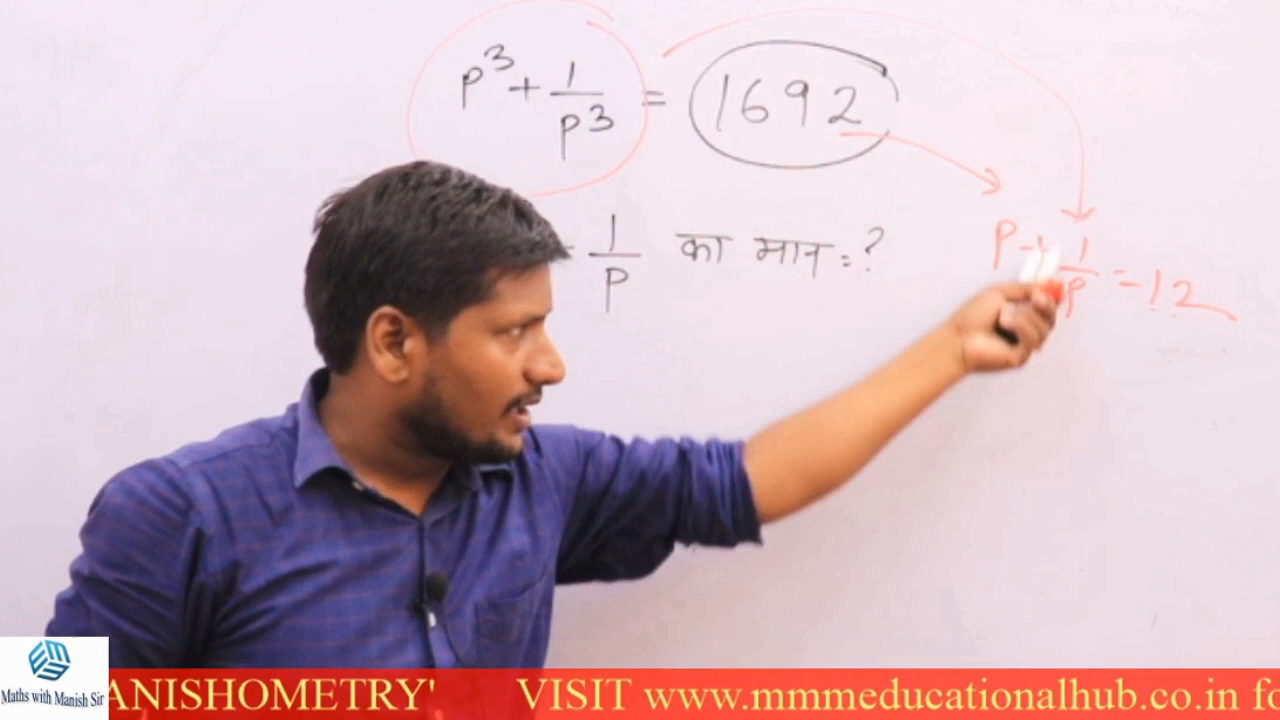 p³ + 1/p³ = 1692
1/p का मान = ?
p + 1/p = -12
Maths with Manish Sir
ANISHOMETRY' VISIT www.mmmeducationalhub.co.in fo